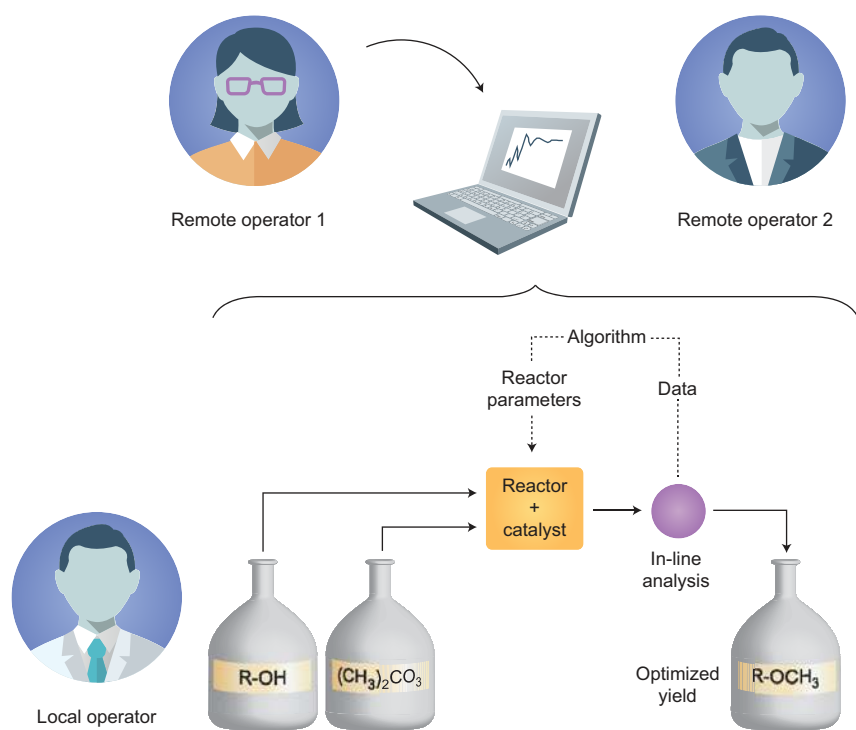 Remote operator 1
Remote operator 2
Algorithm
Reactor
parameters
Data
Reactor
+
catalyst
In-line
analysis
R-OH
(CH₃)₂CO₃
Optimized
yield
R-OCH₃
Local operator